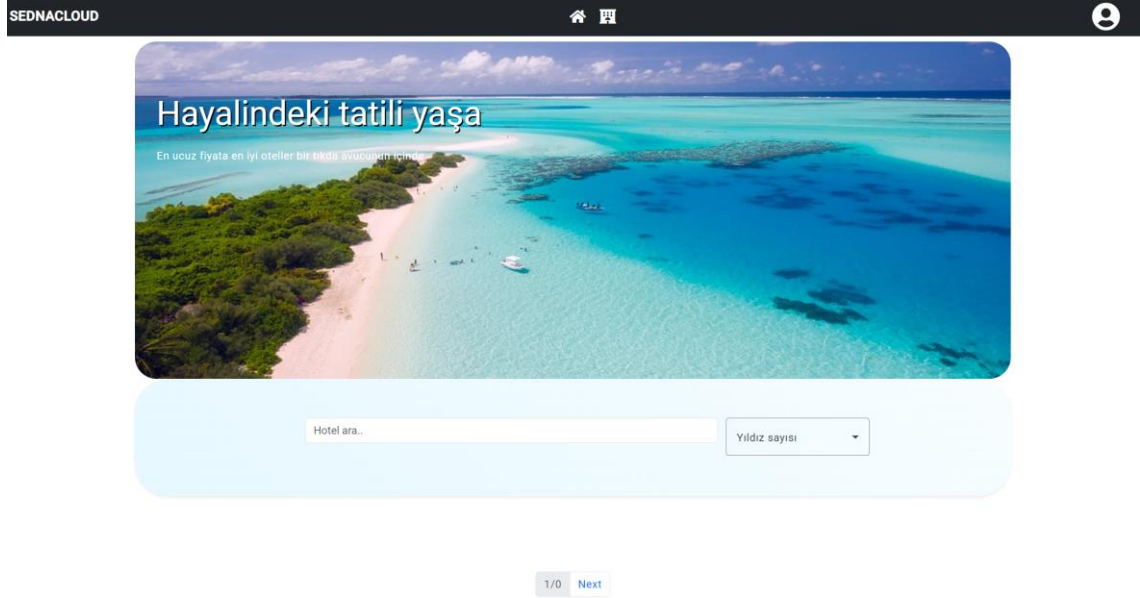 SEDNACLOUD
Hayalindeki tatili yaşa
En ucuz fiyata en iyi oteller bir tıkda avucunun içinde
Hotel ara..
Yıldız sayısı
1/0 Next